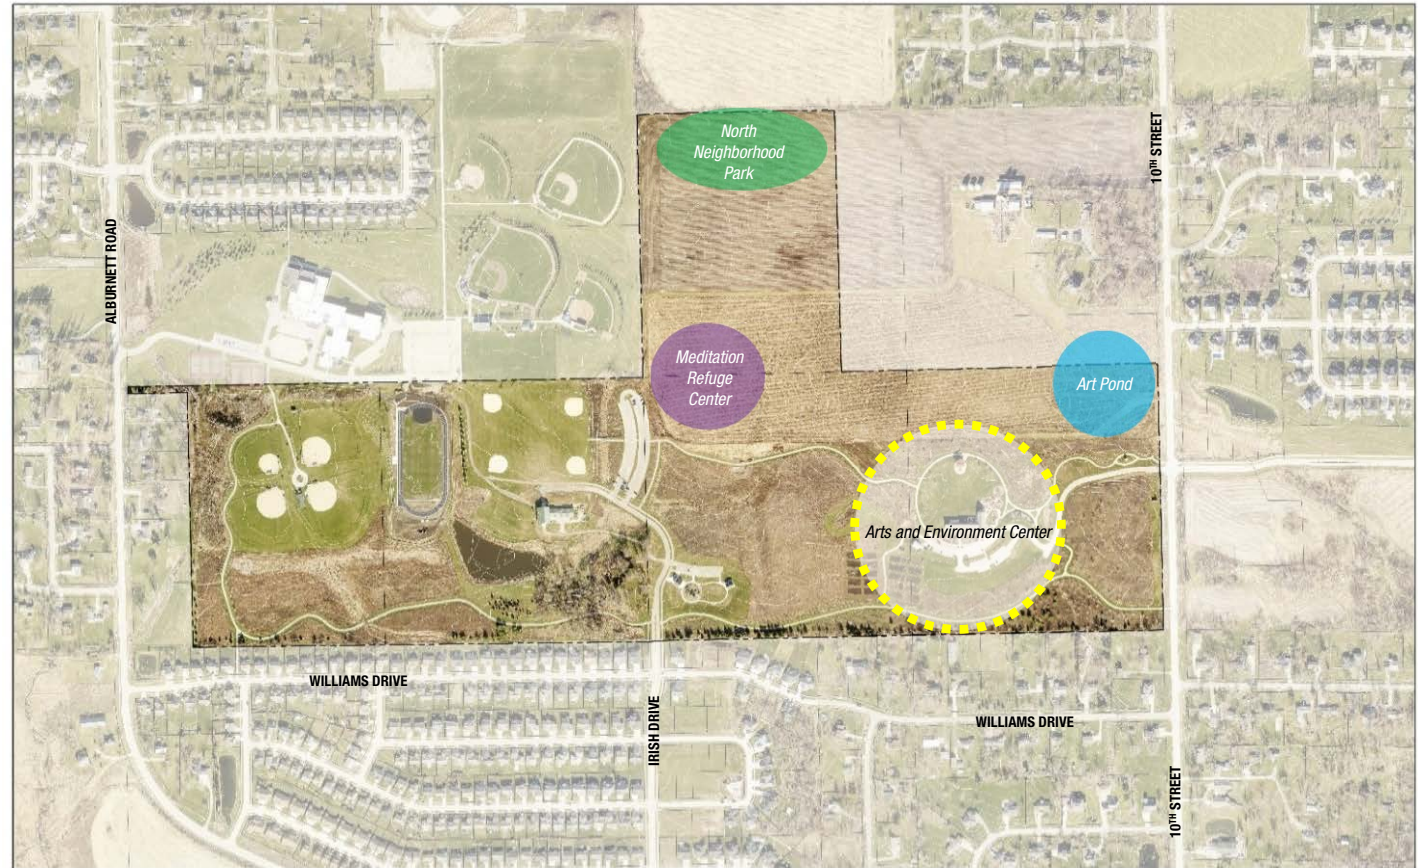 North
Neighborhood
Park
10TH STREET
ALBURNETT ROAD
Meditation
Refuge
Center
Art Pond
Arts and Environment Center
WILLIAMS DRIVE
IRISH DRIVE
WILLIAMS DRIVE
10TH STREET